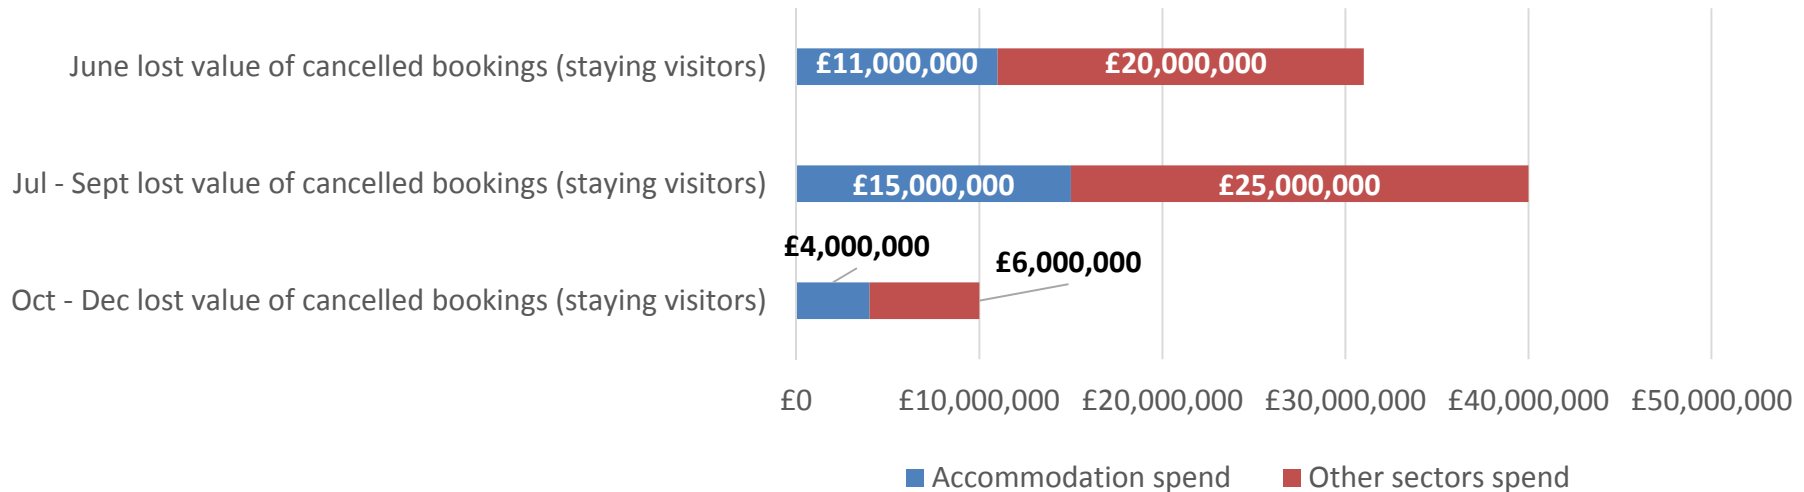 June lost value of cancelled bookings (staying visitors)
£11,000,000
£20,000,000
Jul - Sept lost value of cancelled bookings (staying visitors)
£15,000,000
£25,000,000
£4,000,000
£6,000,000
Oct - Dec lost value of cancelled bookings (staying visitors)
£0 £10,000,000 £20,000,000 £30,000,000 £40,000,000 £50,000,000
Accommodation spend
Other sectors spend